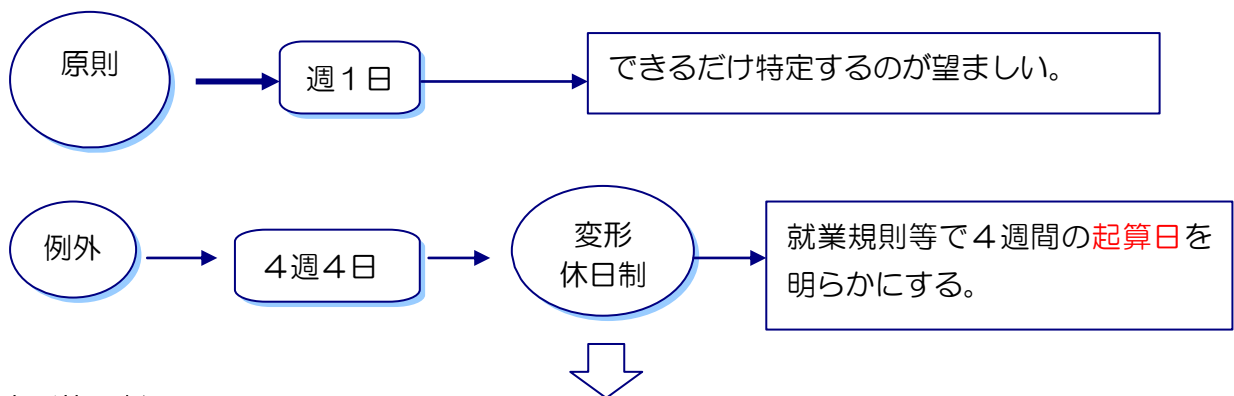 原則
週１日
できるだけ特定するのが望ましい。
例外
４週４日
変形
休日制
就業規則等で４週間の起算日を
明らかにする。